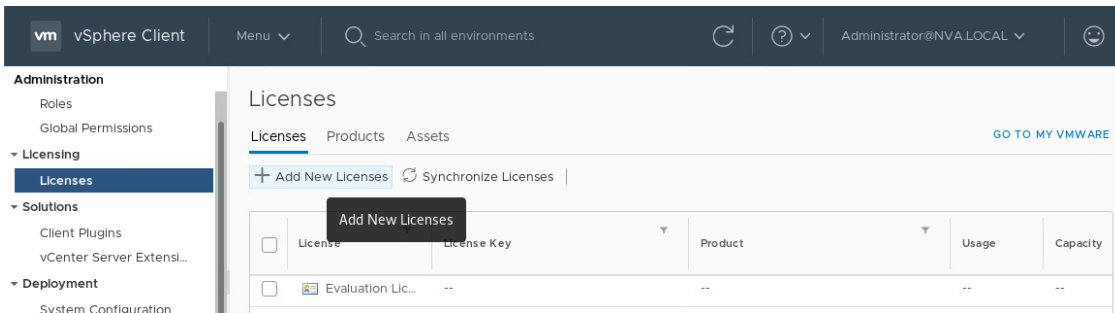 vm vSphere Client Menu Search in all environments ? Administrator@NVA.LOCAL
Administration
Roles
Global Permissions
Licensing
Licenses
Solutions
Client Plugins
vCenter Server Extensi...
Deployment
System Configuration
Licenses
Licenses Products Assets GO TO MY VMWARE
+ Add New Licenses Synchronize Licenses
Add New Licenses
License License Key Product Usage Capacity
Evaluation Lic... -- -- -- --